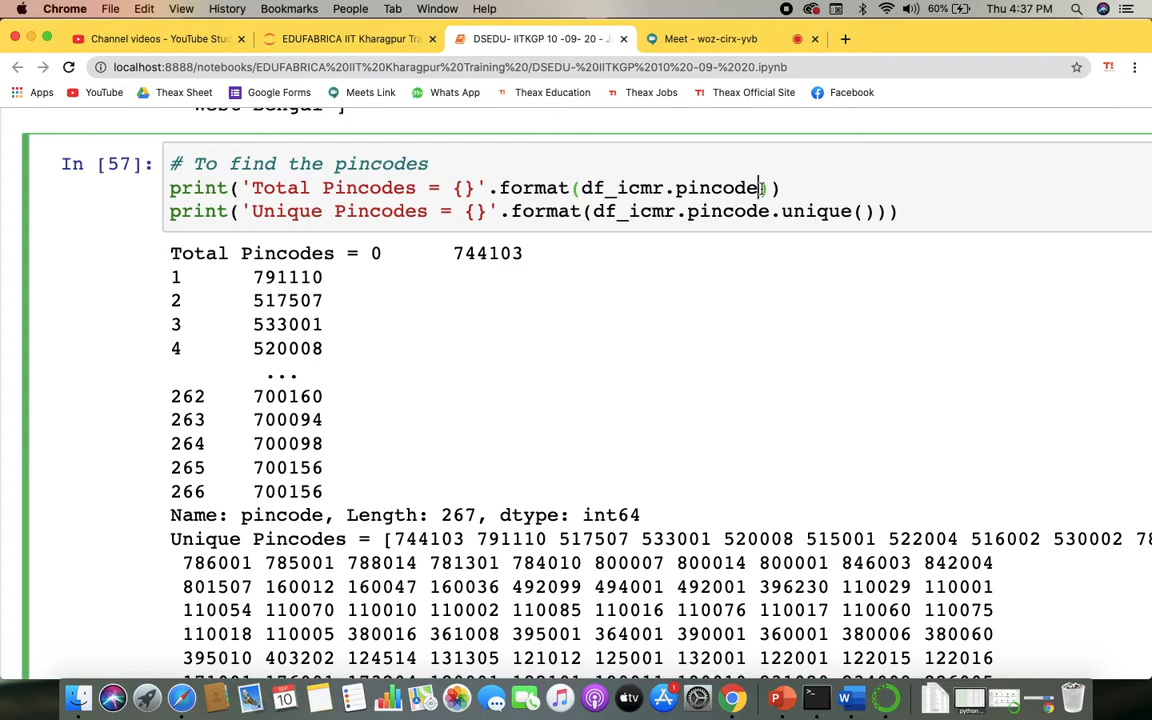 Chrome File Edit View History Bookmarks People Tab Window Help 60% Thu 4:37 PM
Channel videos - YouTube Stud EDUFABRICA IIT Kharagpur Tra DSEDU- IITKGP 10 -09- 20 - Ju Meet - woz-cirx-yvb
localhost:8888/notebooks/EDUFABRICA%20IIT%20Kharagpur%20Training%20/DSEDU-%20IITKGP%2010%20-09-%2020.ipynb
Apps YouTube Theax Sheet Google Forms Meets Link Whats App Theax Education Theax Jobs Theax Official Site Facebook
In [57]: # To find the pincodes
print('Total Pincodes = {}'.format(df_icmr.pincode))
print('Unique Pincodes = {}'.format(df_icmr.pincode.unique()))
Total Pincodes = 0 744103
1 791110
2 517507
3 533001
4 520008
...
262 700160
263 700094
264 700098
265 700156
266 700156
Name: pincode, Length: 267, dtype: int64
Unique Pincodes = [744103 791110 517507 533001 520008 515001 522004 516002 530002 78
786001 785001 788014 781301 784010 800007 800014 800001 846003 842004
801507 160012 160047 160036 492099 494001 492001 396230 110029 110001
110054 110070 110010 110002 110085 110016 110076 110017 110060 110075
110018 110005 380016 361008 395001 364001 390001 360001 380006 380060
395010 403202 124514 131305 121012 125001 132001 122001 122015 122016